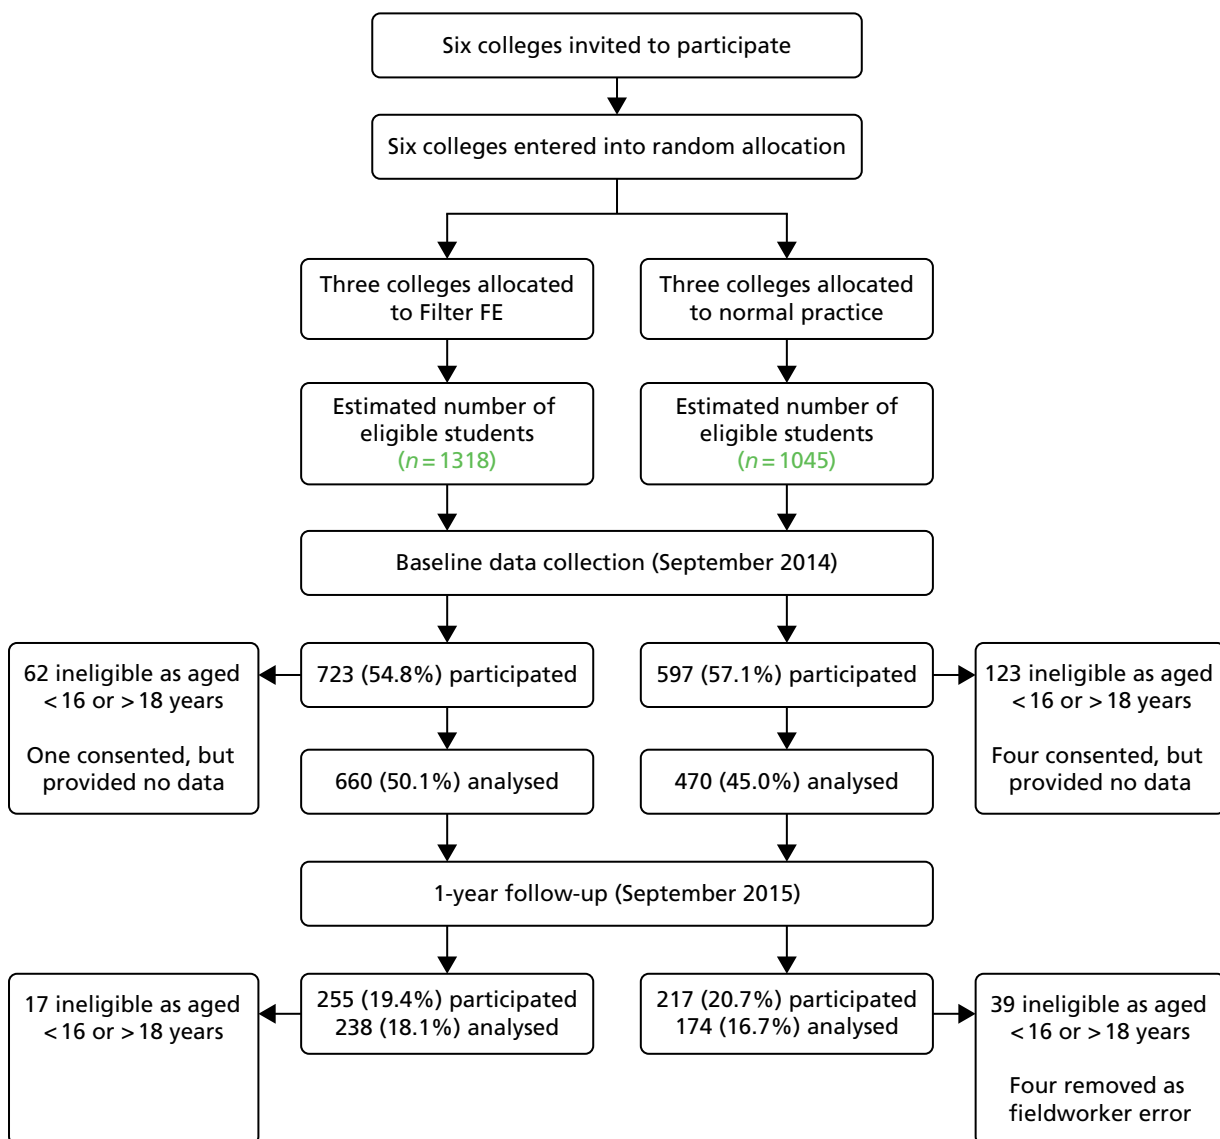 Six colleges invited to participate
Six colleges entered into random allocation
Three colleges allocated
to Filter FE
Three colleges allocated
to normal practice
Estimated number of
eligible students
(n = 1318)
Estimated number of
eligible students
(n = 1045)
Baseline data collection (September 2014)
62 ineligible as aged
< 16 or > 18 years
One consented, but
provided no data
723 (54.8%) participated
597 (57.1%) participated
123 ineligible as aged
< 16 or > 18 years
Four consented, but
provided no data
660 (50.1%) analysed
470 (45.0%) analysed
1-year follow-up (September 2015)
17 ineligible as aged
< 16 or > 18 years
255 (19.4%) participated
238 (18.1%) analysed
217 (20.7%) participated
174 (16.7%) analysed
39 ineligible as aged
< 16 or > 18 years
Four removed as
fieldworker error